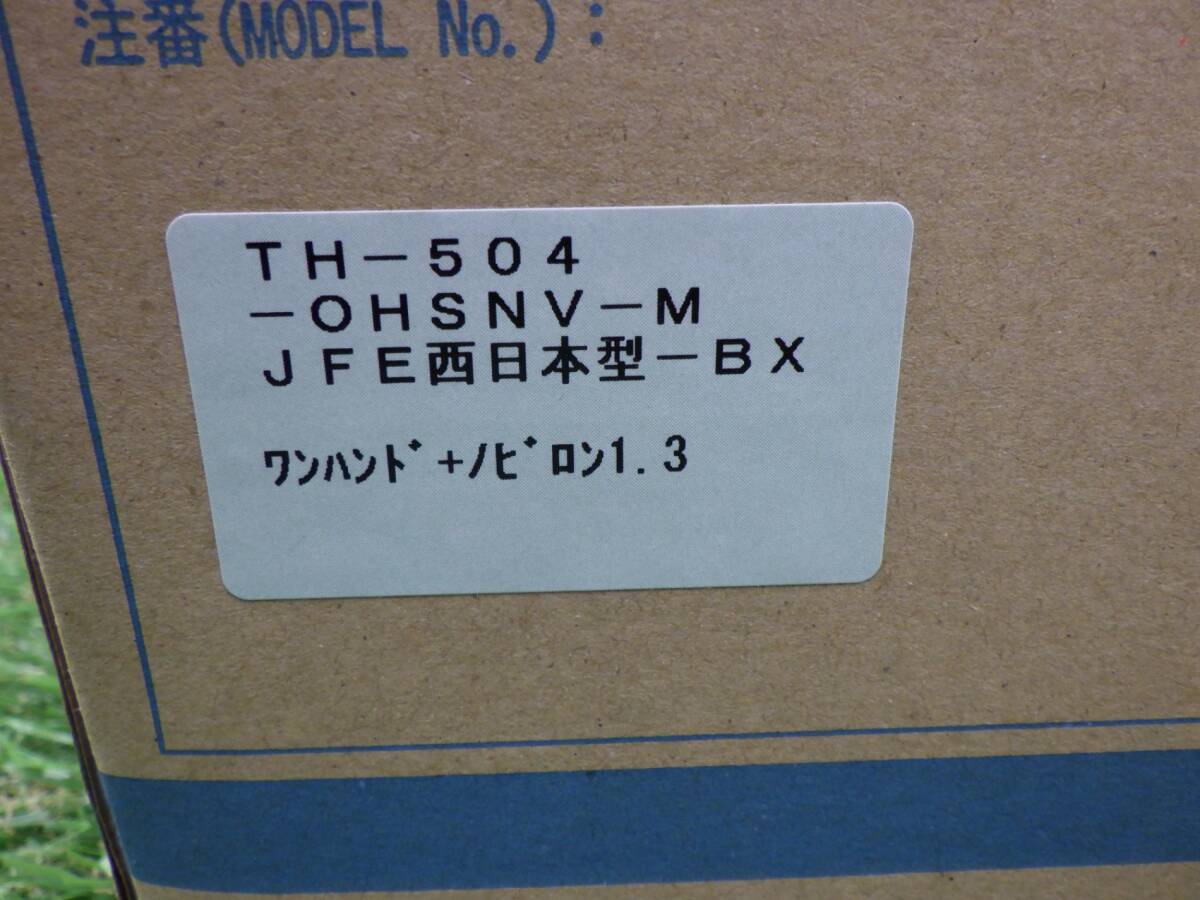 注番(MODEL No.):
TH-504
-OHSNV-M
JFE西日本型-BX
ワンハンド+ノビロン1.3